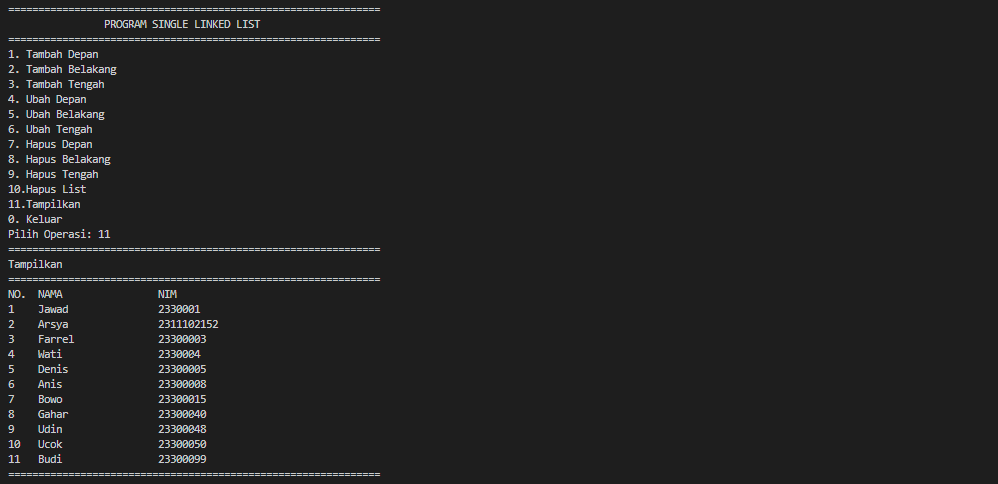 ==============================================================
PROGRAM SINGLE LINKED LIST
==============================================================
1. Tambah Depan
2. Tambah Belakang
3. Tambah Tengah
4. Ubah Depan
5. Ubah Belakang
6. Ubah Tengah
7. Hapus Depan
8. Hapus Belakang
9. Hapus Tengah
10.Hapus List
11.Tampilkan
0. Keluar
Pilih Operasi: 11
==============================================================
Tampilkan
==============================================================
NO. NAMA NIM
1 Jawad 2330001
2 Arsya 2311102152
3 Farrel 23300003
4 Wati 2330004
5 Denis 23300005
6 Anis 23300008
7 Bowo 23300015
8 Gahar 23300040
9 Udin 23300048
10 Ucok 23300050
11 Budi 23300099
==============================================================